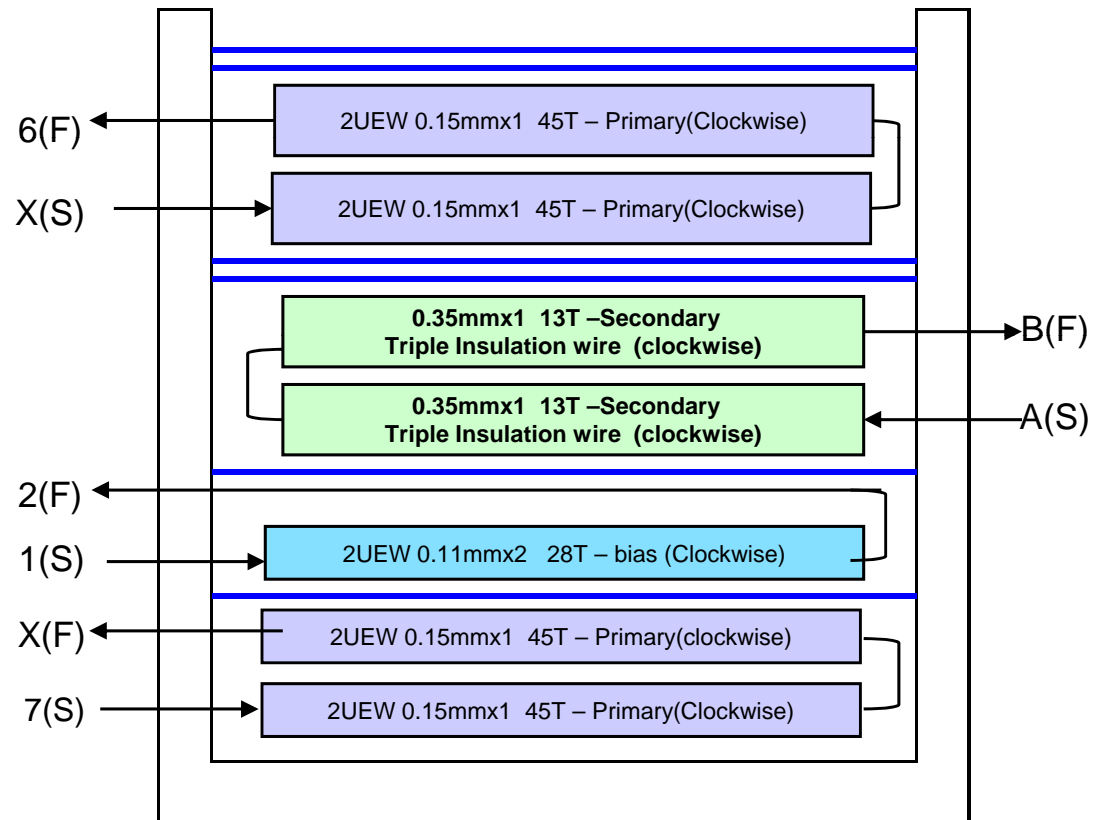 6(F)
2UEW 0.15mmx1 45T – Primary(Clockwise)
X(S)
2UEW 0.15mmx1 45T – Primary(Clockwise)
0.35mmx1 13T –Secondary
Triple Insulation wire (clockwise)
B(F)
0.35mmx1 13T –Secondary
Triple Insulation wire (clockwise)
A(S)
2(F)
1(S)
2UEW 0.11mmx2 28T – bias (Clockwise)
X(F)
2UEW 0.15mmx1 45T – Primary(clockwise)
7(S)
2UEW 0.15mmx1 45T – Primary(Clockwise)